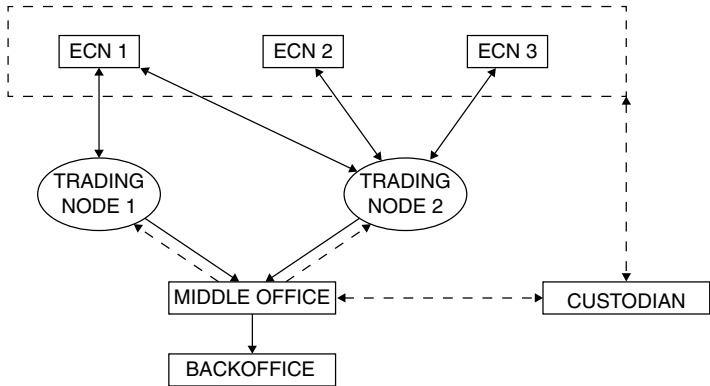 ECN 1
ECN 2
ECN 3
TRADING
NODE 1
TRADING
NODE 2
MIDDLE OFFICE
CUSTODIAN
BACKOFFICE